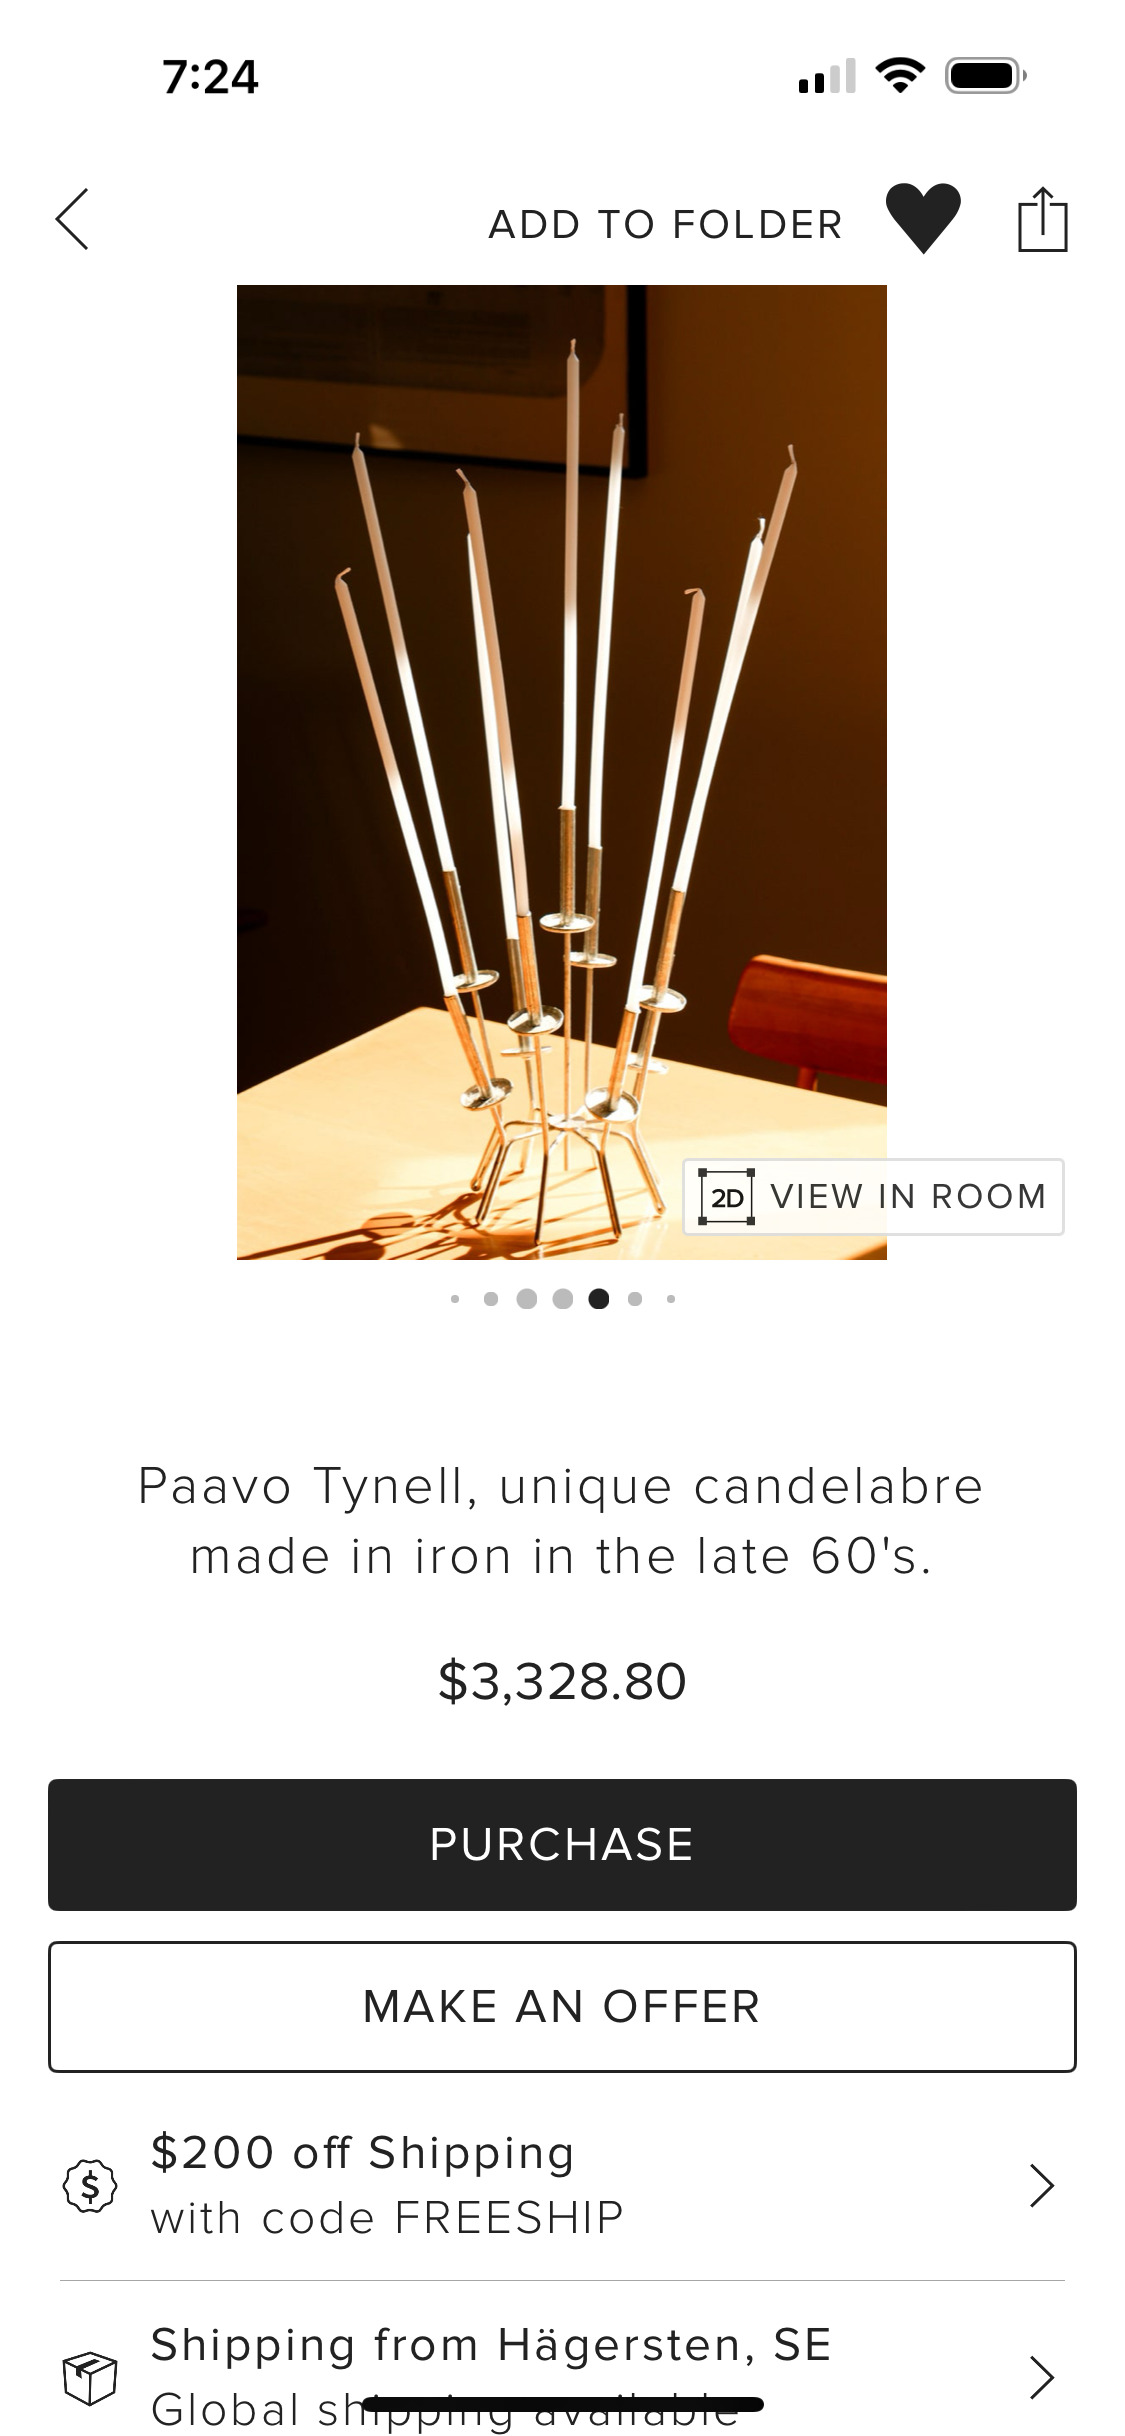 7:24
ADD TO FOLDER
2D VIEW IN ROOM
Paavo Tynell, unique candelabre
made in iron in the late 60's.
$3,328.80
PURCHASE
MAKE AN OFFER
$200 off Shipping
with code FREESHIP
Shipping from Hägersten, SE
Global shipping available